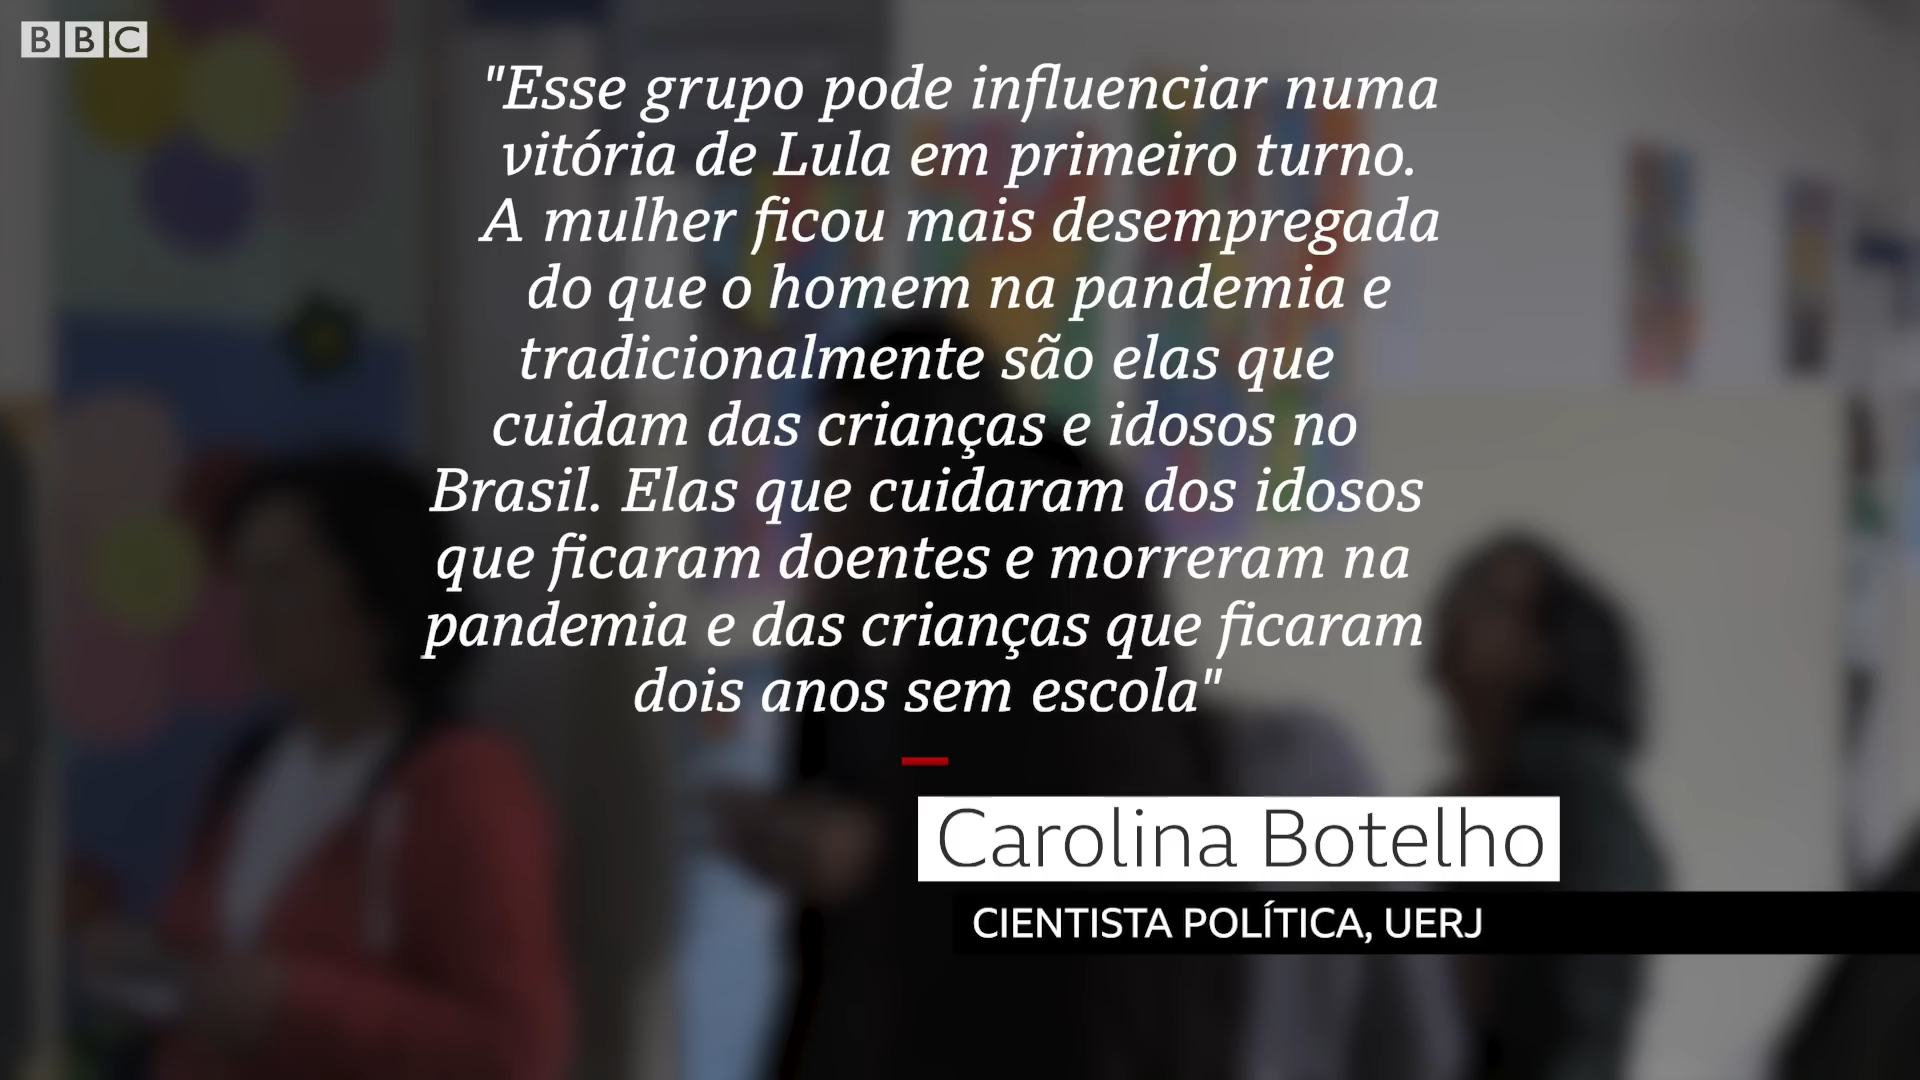 BBC
"Esse grupo pode influenciar numa
vitória de Lula em primeiro turno.
A mulher ficou mais desempregada
do que o homem na pandemia e
tradicionalmente são elas que
cuidam das crianças e idosos no
Brasil. Elas que cuidaram dos idosos
que ficaram doentes e morreram na
pandemia e das crianças que ficaram
dois anos sem escola"
Carolina Botelho
CIENTISTA POLÍTICA, UERJ